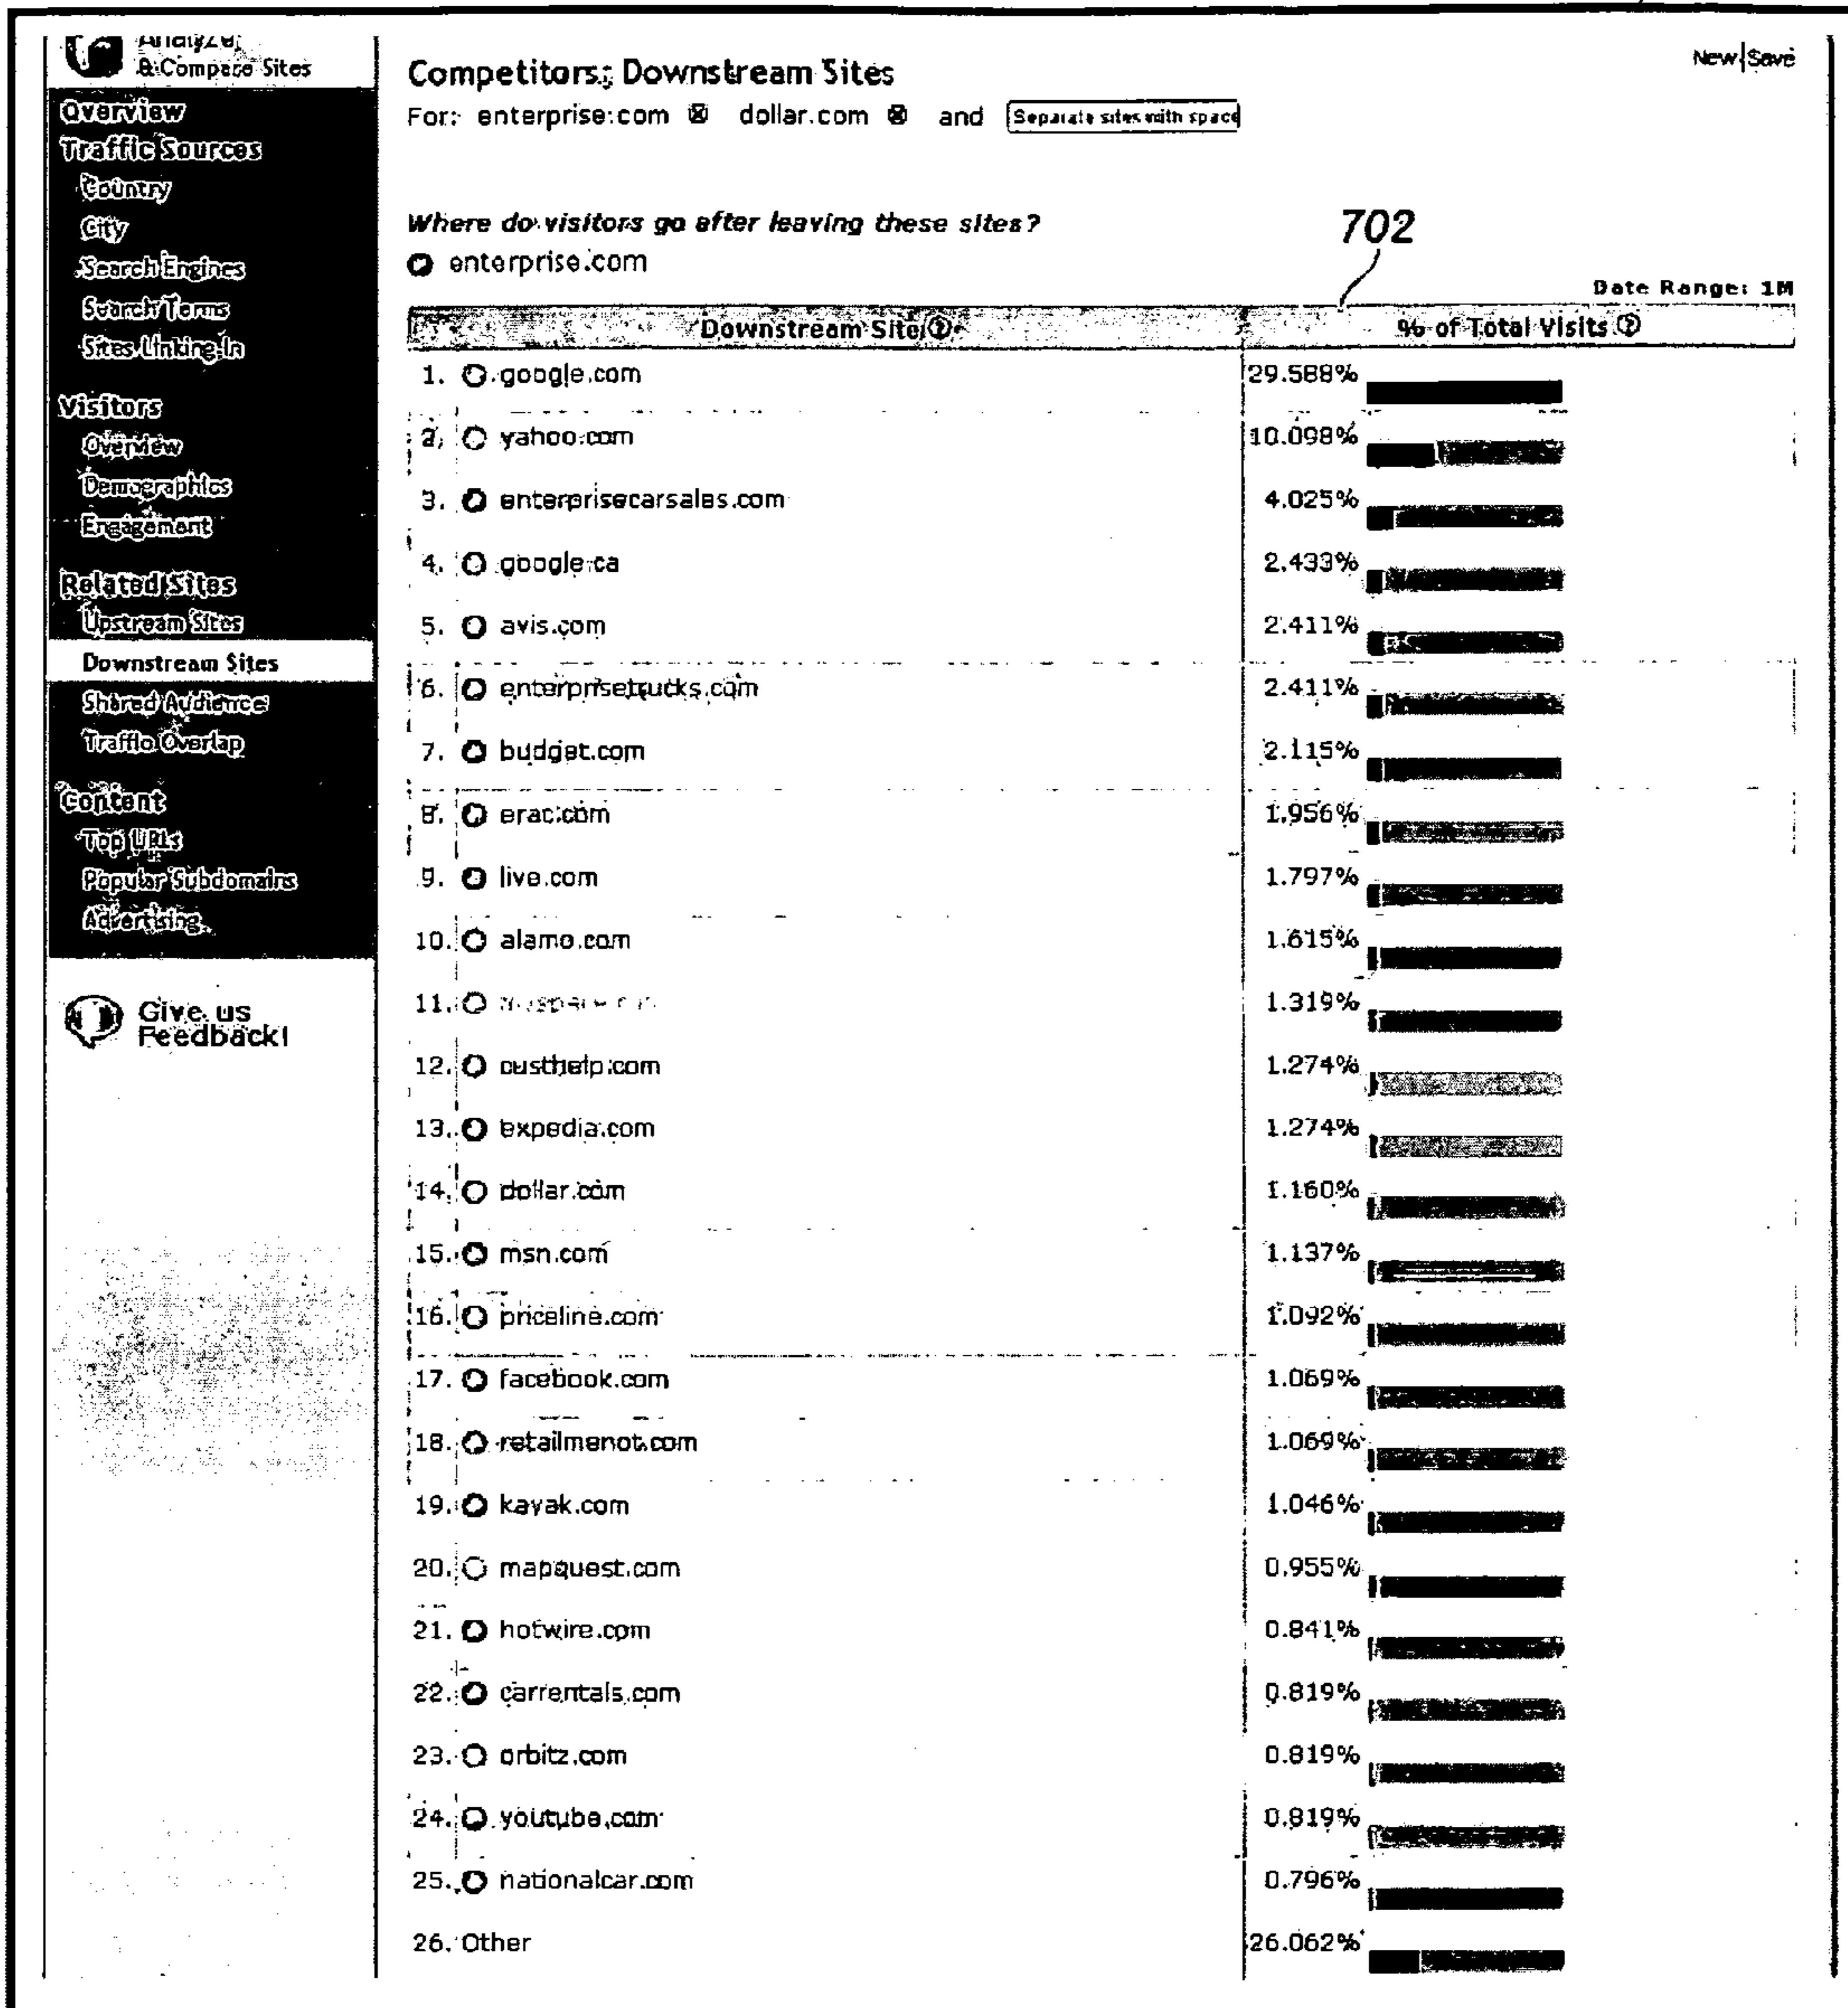 Analyze
& Compare Sites
Overview
Traffic Sources
Country
City
Search Engines
Search Terms
Sites Linking In
Visitors
Overview
Demographics
Engagement
Related Sites
Upstream Sites
Downstream Sites
Shared Audience
Traffic Overlap
Content
Top URLs
Popular Subdomains
Advertising
Give us
Feedback!
New|Save
Competitors: Downstream Sites
For: enterprise.com dollar.com and Separate sites with space
Where do visitors go after leaving these sites?
702
enterprise.com
Date Range: 1M
Downstream Site ? % of Total Visits ?
1. google.com 29.588%
2. yahoo.com 10.098%
3. enterprisecarsales.com 4.025%
4. google.ca 2.433%
5. avis.com 2.411%
6. enterprisetrucks.com 2.411%
7. budget.com 2.115%
8. erac.com 1.956%
9. live.com 1.797%
10. alamo.com 1.615%
11. 1.319%
12. custhelp.com 1.274%
13. expedia.com 1.274%
14. dollar.com 1.160%
15. msn.com 1.137%
16. priceline.com 1.092%
17. facebook.com 1.069%
18. retailmenot.com 1.069%
19. kayak.com 1.046%
20. mapquest.com 0.955%
21. hotwire.com 0.841%
22. carrentals.com 0.819%
23. orbitz.com 0.819%
24. youtube.com 0.819%
25. nationalcar.com 0.796%
26. Other 26.062%